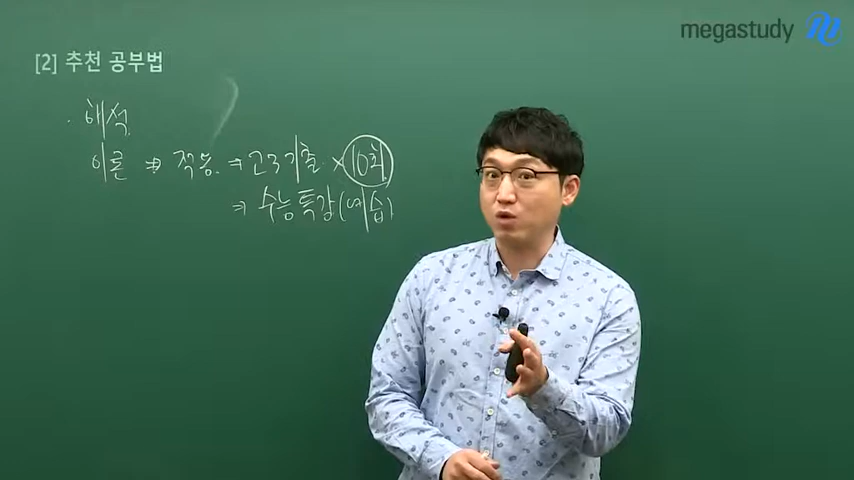 megastudy
[2] 추천 공부법
· 해석
이론 ⇒ 적용 ⇒ 고3기출 × 10회
⇒ 수능특강(예습)